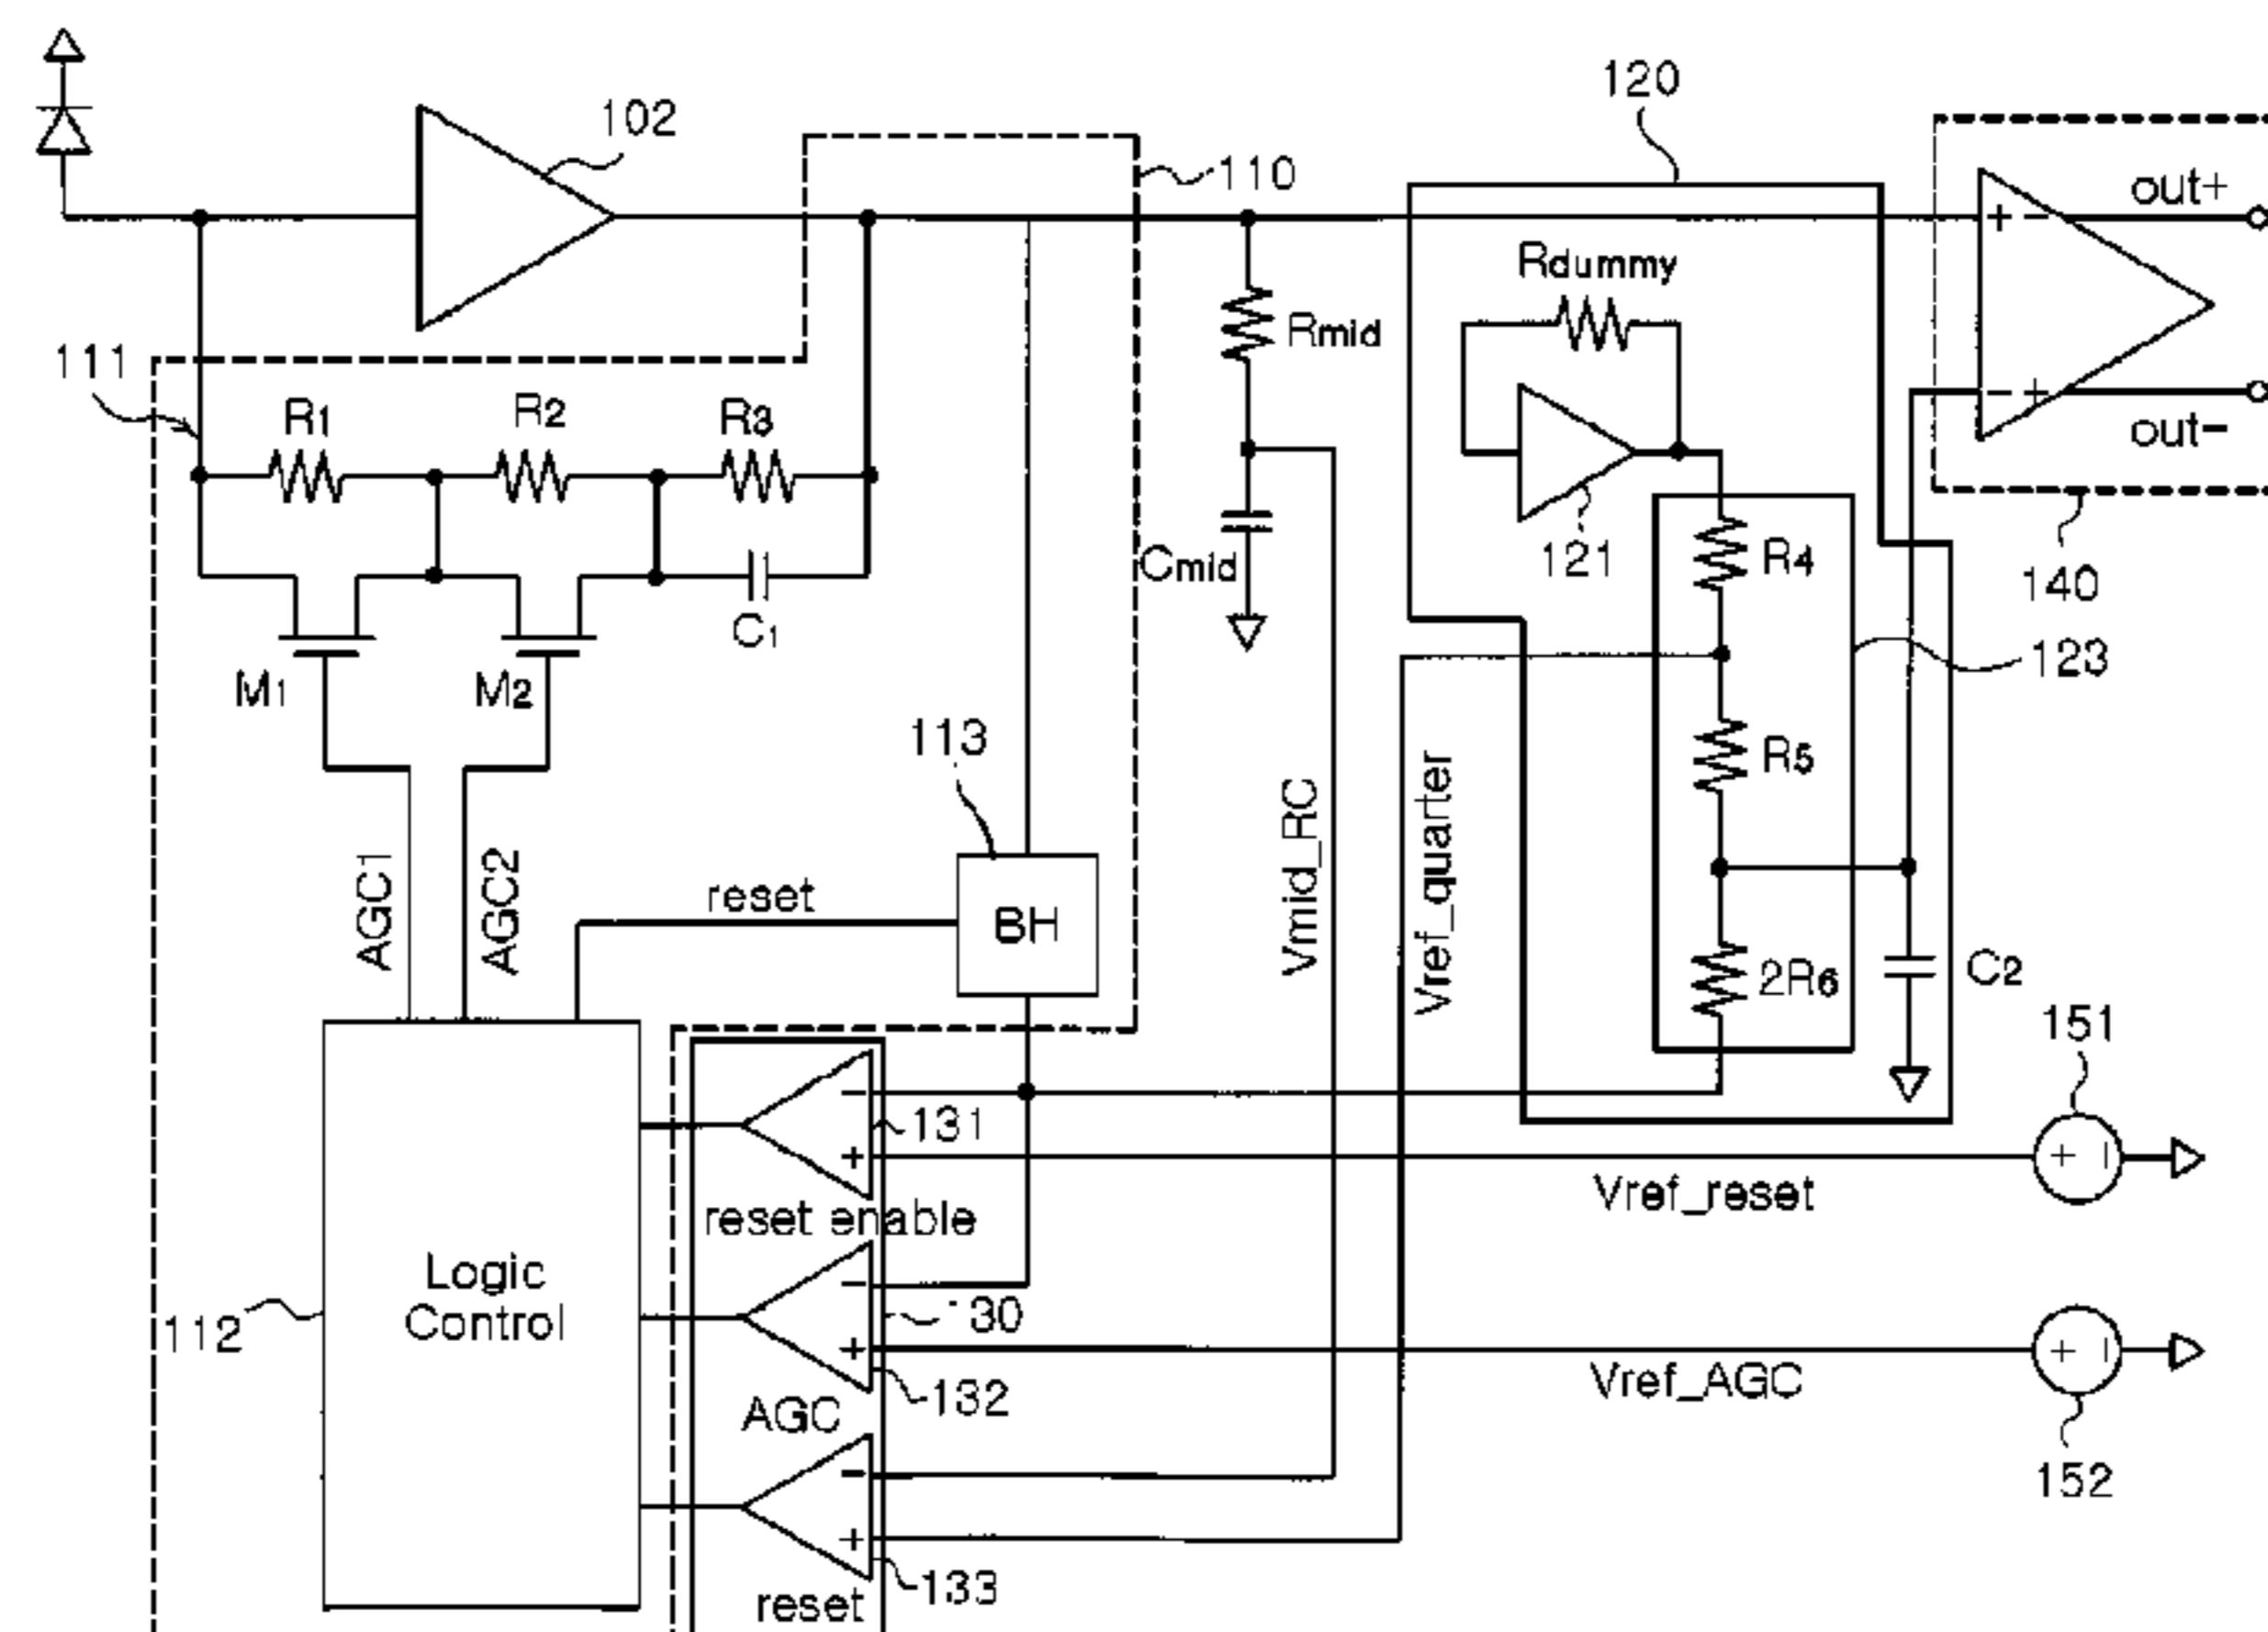 120
102
110
out+
Rdummy
Rmid
111
R1
R2
R3
out-
121
R4
Cmid
140
C1
123
M1
M2
113
R5
Vmid_RC
Vref_quarter
AGC1
AGC2
reset
BH
2R6
C2
151
131
Vref_reset
reset enable
Logic
Control
112
130
132
Vref_AGC
AGC
152
133
reset